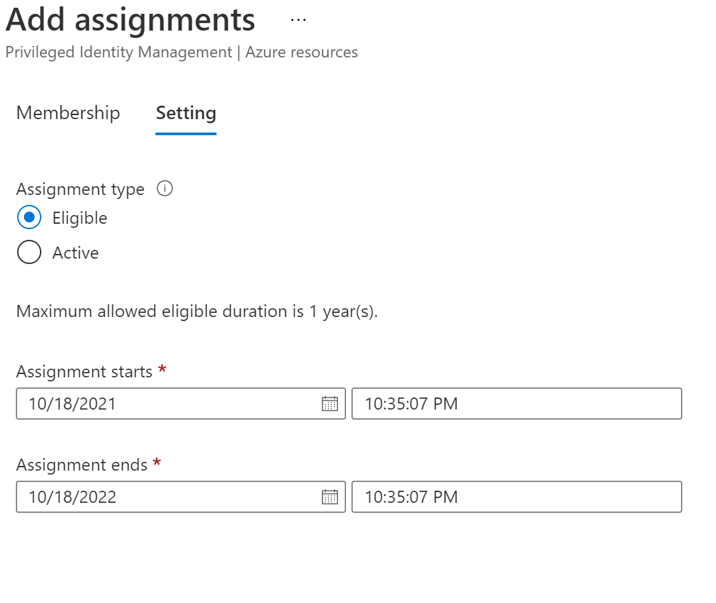 Add assignments ...
Privileged Identity Management | Azure resources
Membership Setting
Assignment type
Eligible
Active
Maximum allowed eligible duration is 1 year(s).
Assignment starts *
10/18/2021 10:35:07 PM
Assignment ends *
10/18/2022 10:35:07 PM